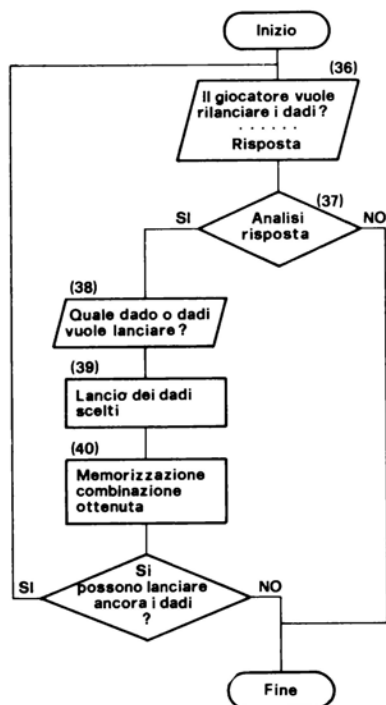 Inizio
(36)
Il giocatore vuole
rilanciare i dadi?
. . . . . .
Risposta
(37)
SI
Analisi
risposta
NO
(38)
Quale dado o dadi
vuole lanciare?
(39)
Lancio dei dadi
scelti
(40)
Memorizzazione
combinazione
ottenuta
SI
Si
possono lanciare
ancora i dadi
?
NO
Fine